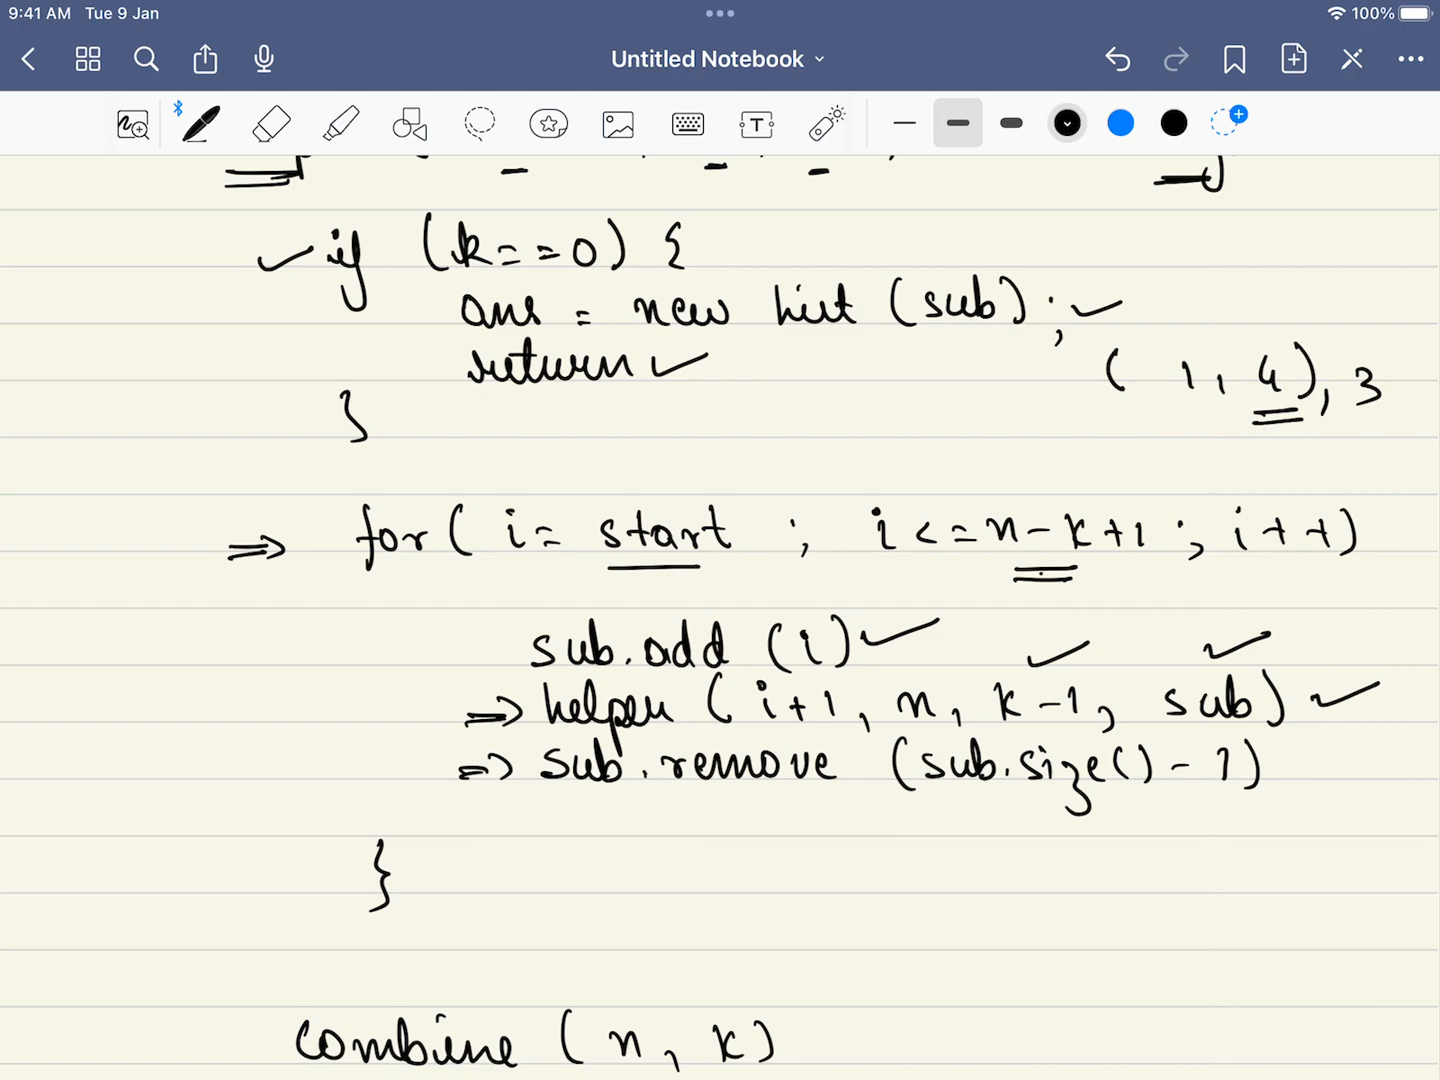 9:41 AM Tue 9 Jan
100%
Untitled Notebook
T
if (k==0) {
ans = new list (sub);
return
}
(1, 4), 3
⇒ for( i= start ; i<=n-k+1 ; i++)
sub.add (i)
⇒ helper (i+1, n, k-1, sub)
⇒ sub.remove (sub.size()-1)
}
combine (n, k)